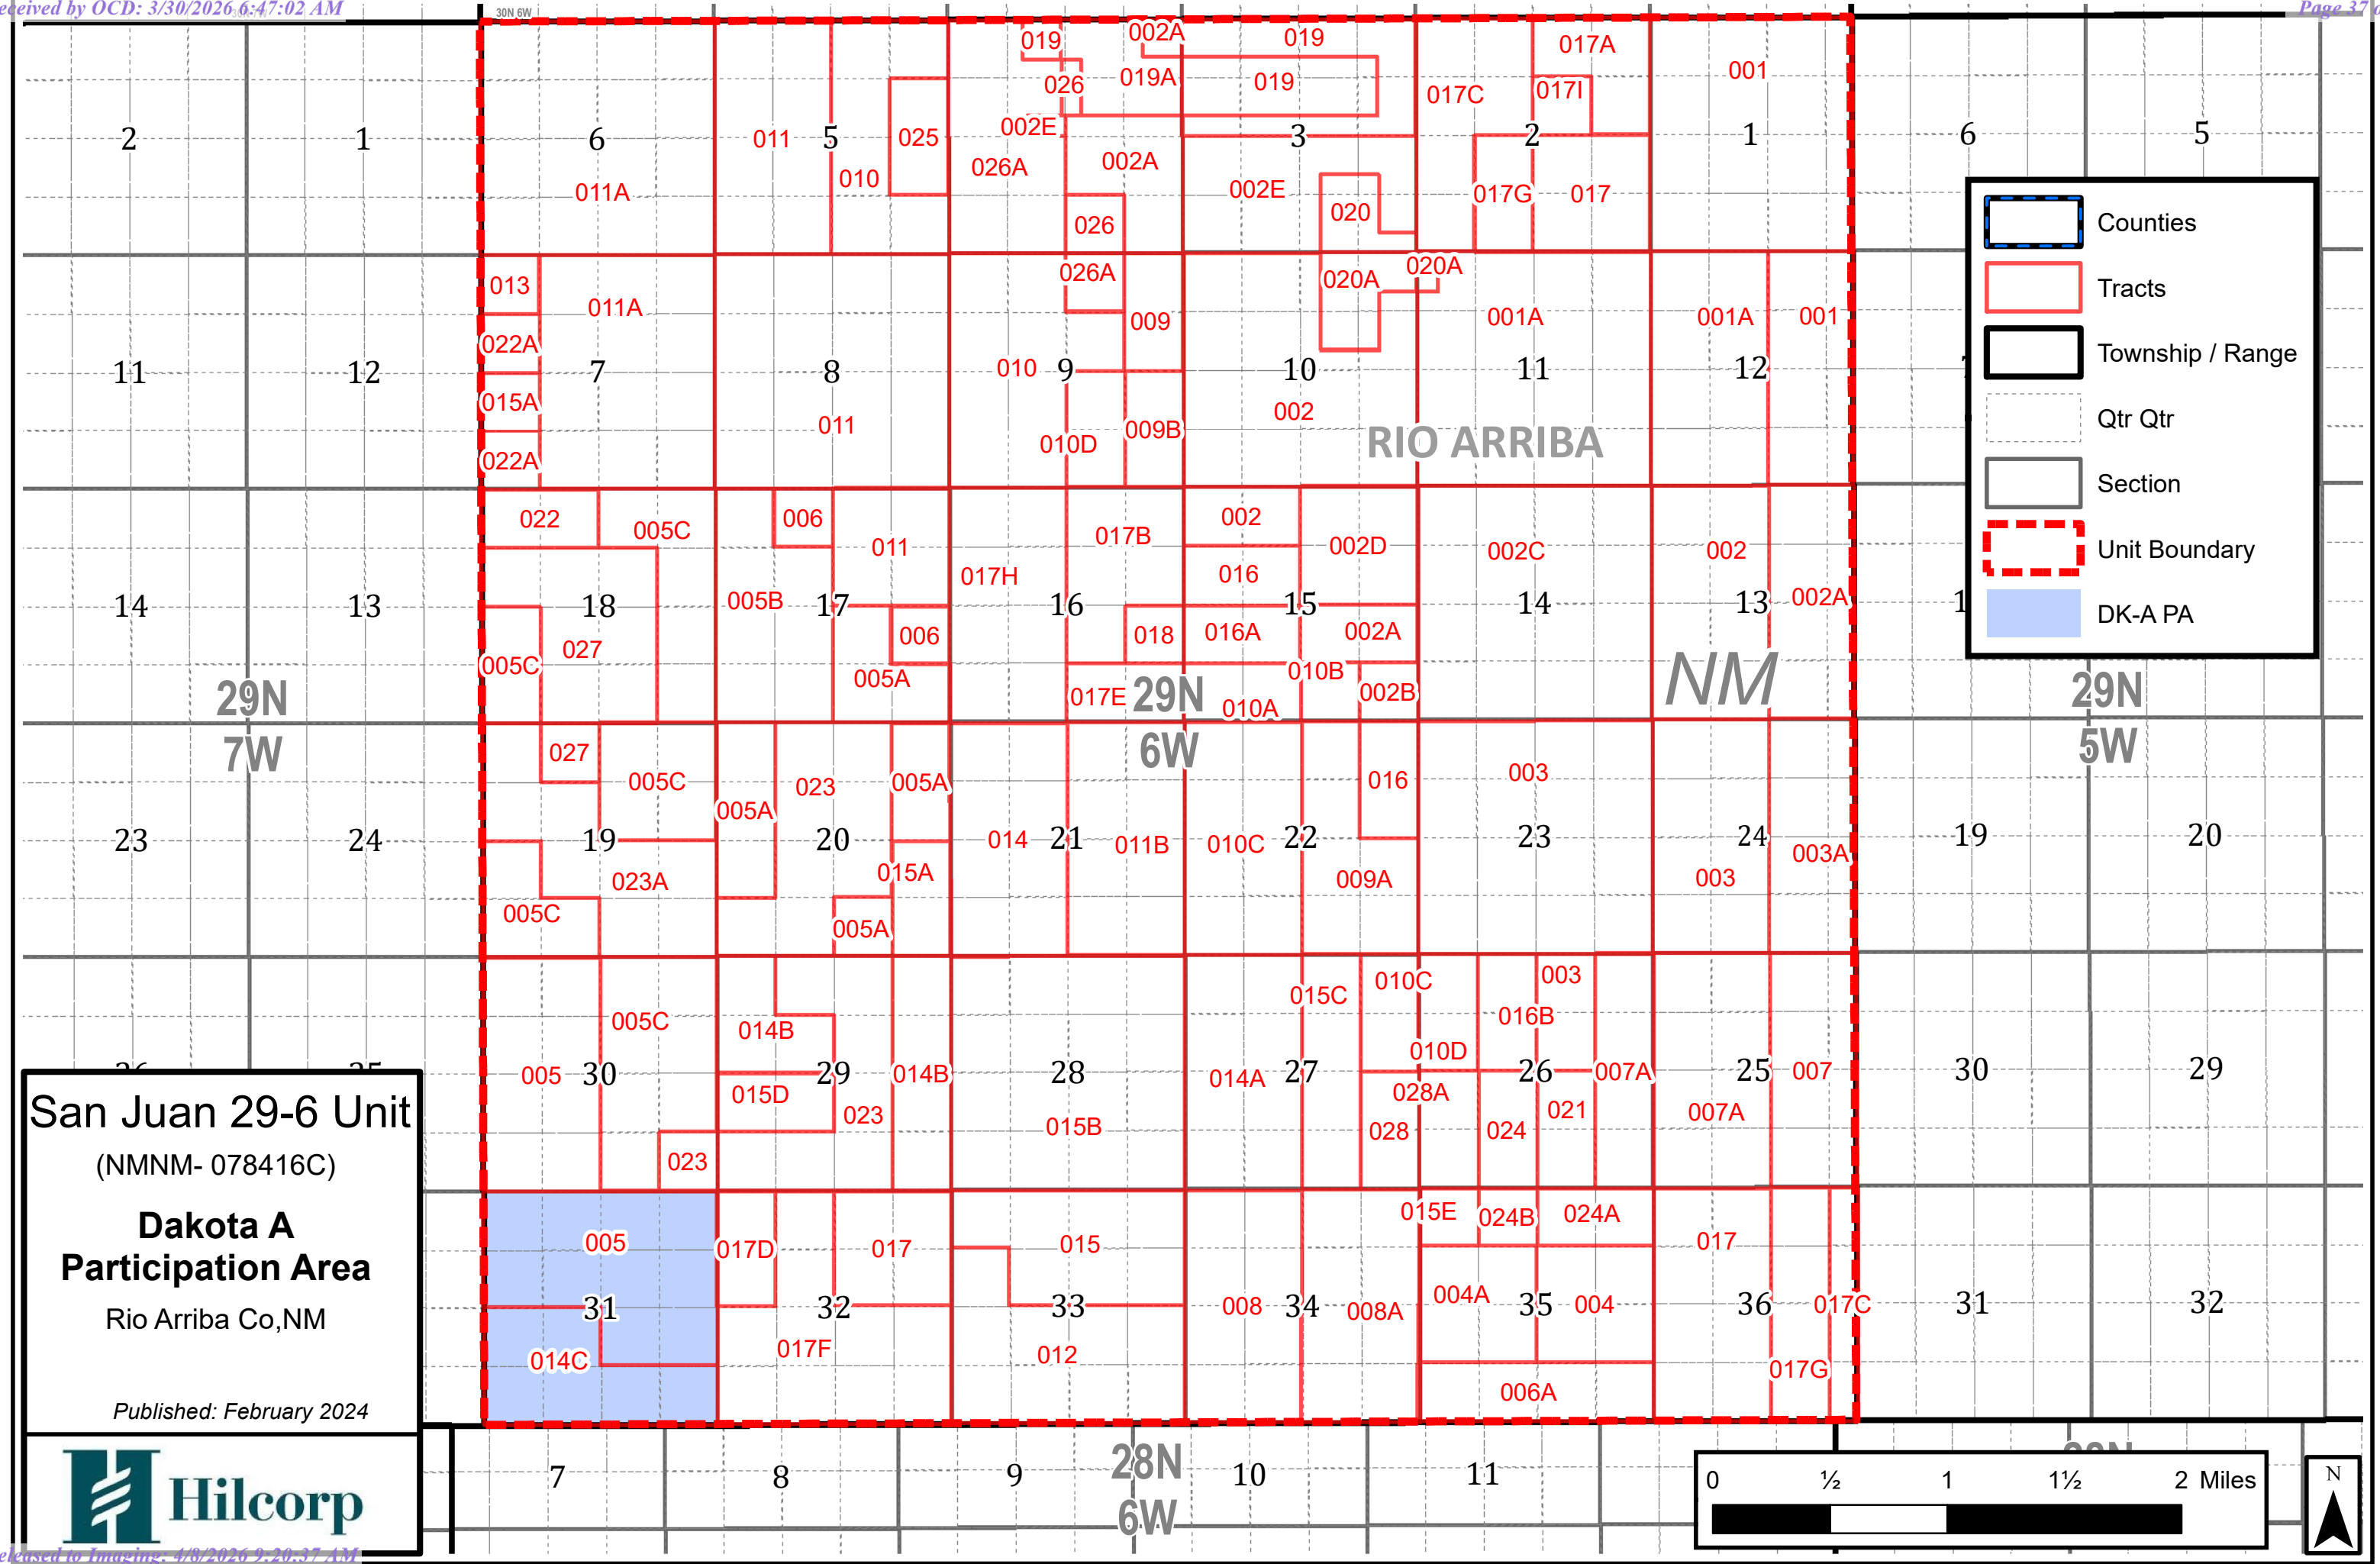 eceived by OCD: 3/30/2026 6:47:02 AM
Page 37 o
30N 6W
019 002A 019 017A
001
026 019A 019 017C 017I
2 1 6 011 5 025 002E 3 2 1 6 5
011A 010 026A 002A 002E 017G 017
026 020
013 011A 026A 020A 020A
022A 009 001A 001A 001
11 12 7 8 010 9 10 11 12
015A 011 002
022A 010D 009B
RIO ARRIBA
022 005C 006 011 017B 002 002D 002C 002
017H 016
14 13 18 005B 17 16 15 14 13 002A
027 006 018 016A 002A
005C 005A 010B
017E 010A 002B
NM
29N
7W
29N
6W
29N
5W
027 005C 023 005A 016 003
005A
23 24 19 20 014 21 011B 010C 22 23 24 19 20
023A 015A 009A 003 003A
005C 005A
005C 014B 015C 010C 003
016B
010D
005 30 29 014B 28 014A 27 26 007A 25 007 30 29
015D 023 015B 028A 021 007A
028 024
023
005 017D 017 015 015E 024B 024A 017
31 32 33 008 34 008A 004A 35 004 36 017C 31 32
014C 017F 012 017G
006A
7 8 9 10 11
28N
6W
Counties
Tracts
Township / Range
Qtr Qtr
Section
Unit Boundary
DK-A PA
San Juan 29-6 Unit
(NMNM- 078416C)
Dakota A
Participation Area
Rio Arriba Co,NM
Published: February 2024
Hilcorp
0 ½ 1 1½ 2 Miles
N
eleased to Imaging: 4/8/2026 9:20:37 AM